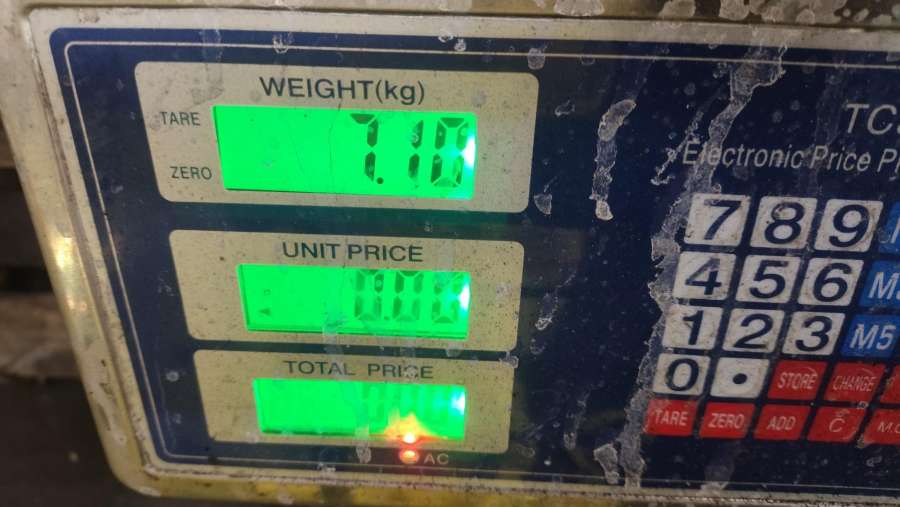 WEIGHT(kg)
TARE
7.18
ZERO
Electronic Price
UNIT PRICE
0.00
TOTAL PRICE
AC
7 8 9
4 5 6
1 2 3 M5
0 • STORE CHANGE
TARE ZERO ADD C